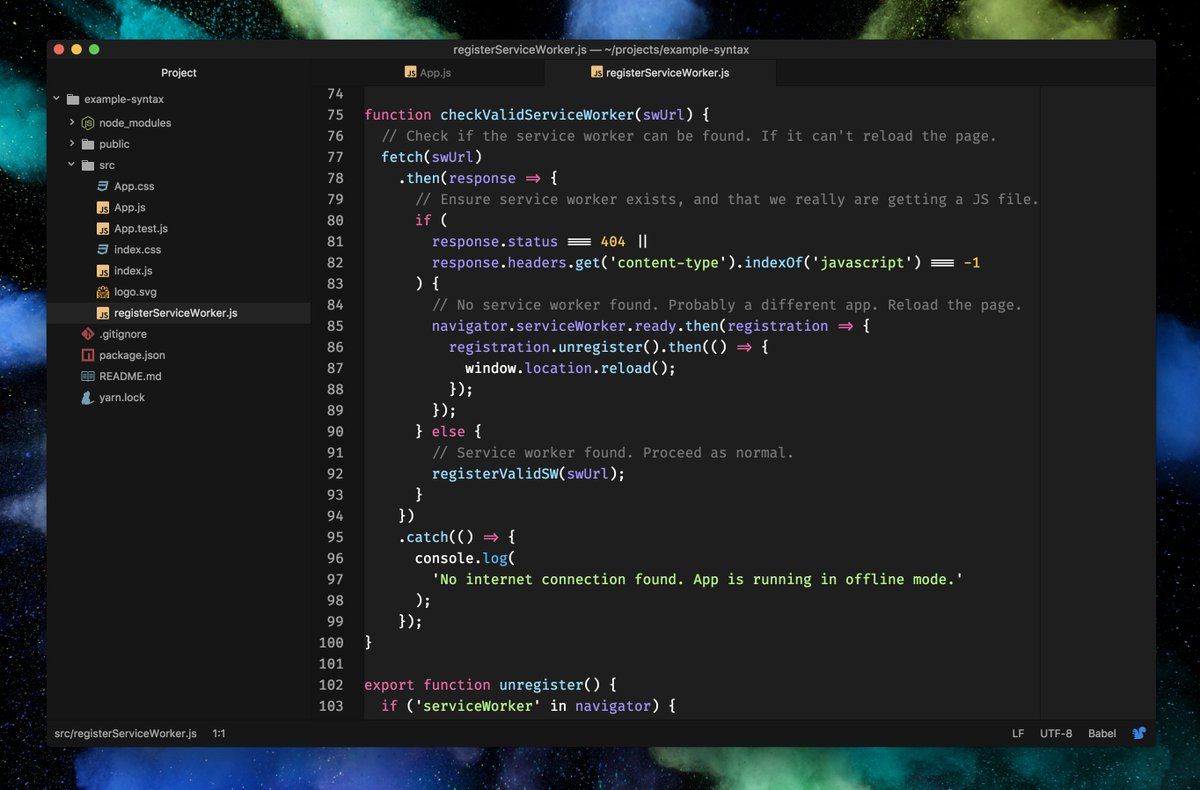 registerServiceWorker.js — ~/projects/example-syntax
Project
App.js
registerServiceWorker.js
example-syntax
node_modules
public
src
App.css
App.js
App.test.js
index.css
index.js
logo.svg
registerServiceWorker.js
.gitignore
package.json
README.md
yarn.lock
74
75 function checkValidServiceWorker(swUrl) {
76   // Check if the service worker can be found. If it can't reload the page.
77   fetch(swUrl)
78     .then(response => {
79       // Ensure service worker exists, and that we really are getting a JS file.
80       if (
81         response.status === 404 ||
82         response.headers.get('content-type').indexOf('javascript') === -1
83       ) {
84         // No service worker found. Probably a different app. Reload the page.
85         navigator.serviceWorker.ready.then(registration => {
86           registration.unregister().then(() => {
87             window.location.reload();
88           });
89         });
90       } else {
91         // Service worker found. Proceed as normal.
92         registerValidSW(swUrl);
93       }
94     })
95     .catch(() => {
96       console.log(
97         'No internet connection found. App is running in offline mode.'
98       );
99     });
100 }
101
102 export function unregister() {
103   if ('serviceWorker' in navigator) {
src/registerServiceWorker.js 1:1 LF UTF-8 Babel